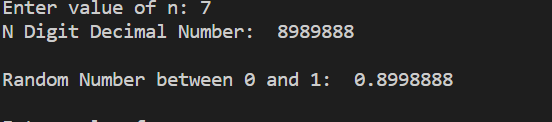 Enter value of n: 7
N Digit Decimal Number:  8989888
Random Number between 0 and 1:  0.8998888